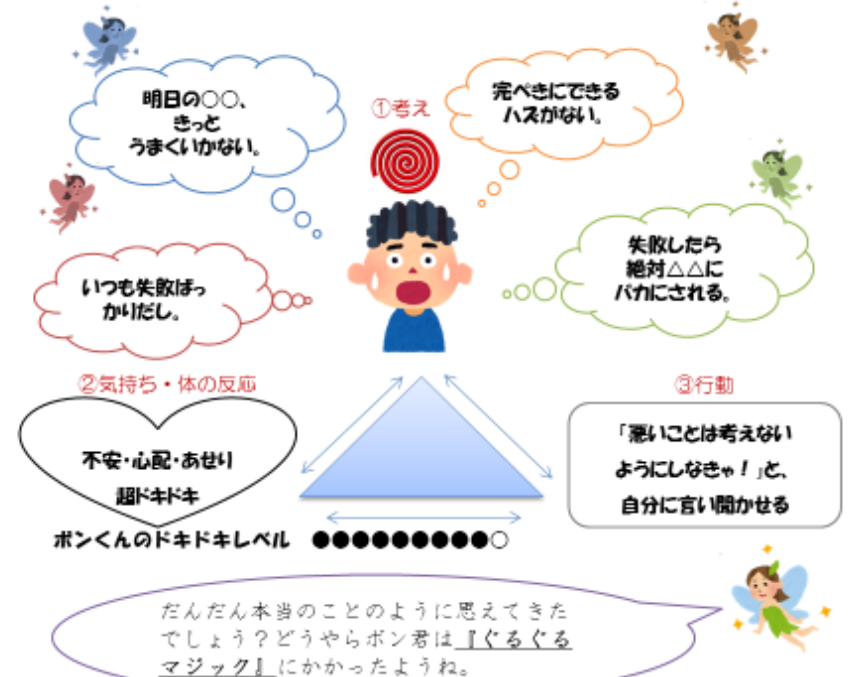 明日の○○、
きっと
うまくいかない。
①考え
完ぺきにできる
ハズがない。
いつも失敗ばっ
かりだし。
失敗したら
絶対△△に
バカにされる。
②気持ち・体の反応
不安・心配・あせり
超ドキドキ
③行動
「悪いことは考えない
ようにしなきゃ!」と、
自分に言い聞かせる
ボンくんのドキドキレベル ●●●●●●●●●○
だんだん本当のことのように思えてきた
でしょう?どうやらボン君は『ぐるぐる
マジック』にかかったようね。